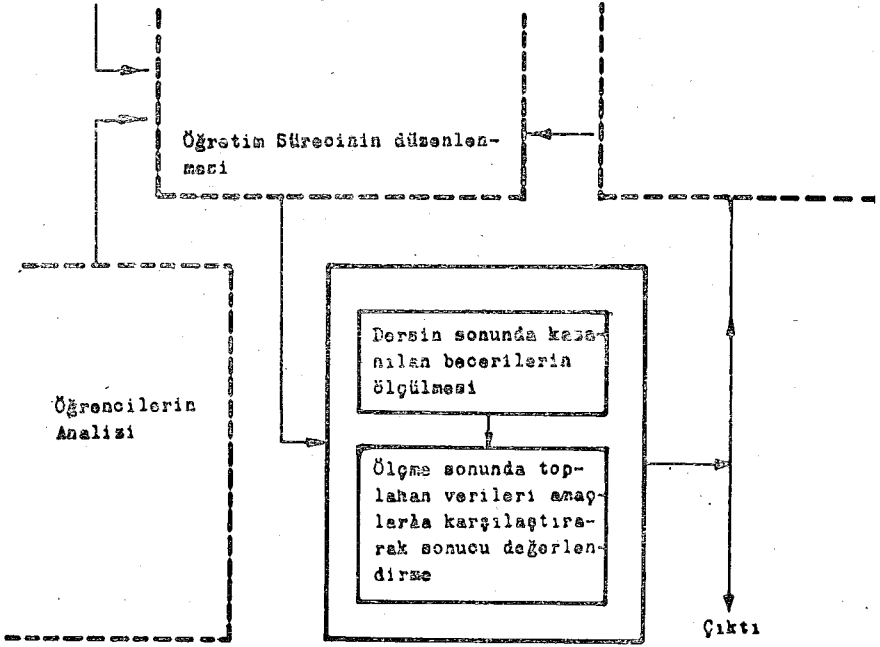 Öğretim Sürecinin düzenlen-
mesi
Öğrencilerin
Analizi
Dersin sonunda kaza-
nılan becerilerin
ölçülmesi
Ölçme sonunda top-
lahan verileri amaç
larla karşılaştıra-
rak sonucu değerlen-
dirme
Çıktı